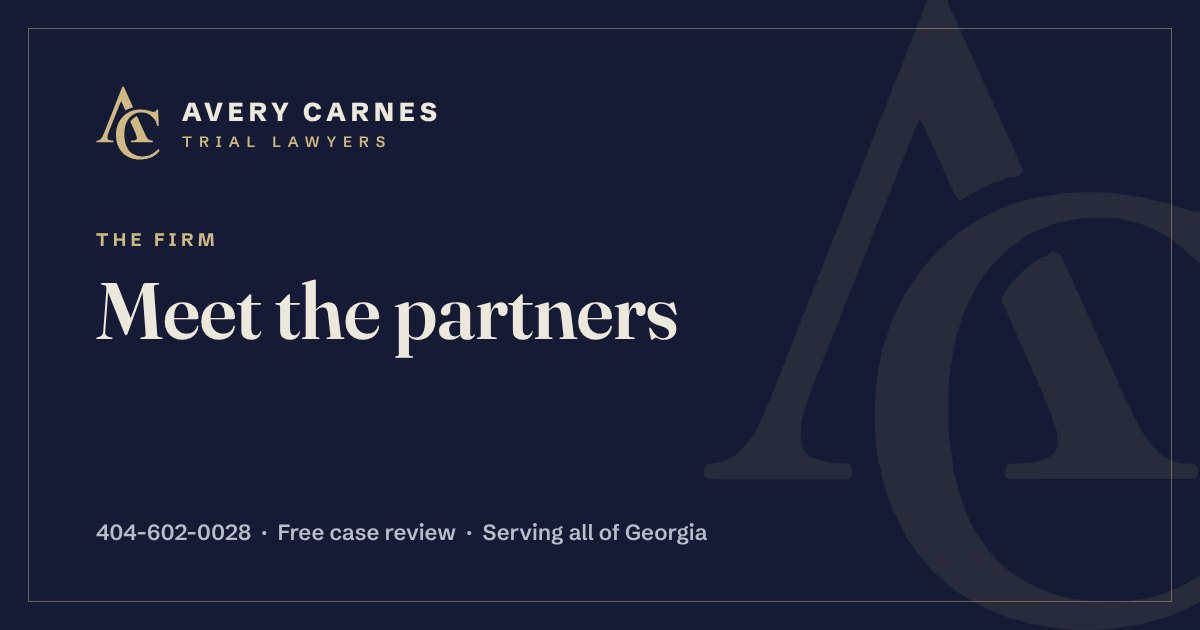 AVERY CARNES
TRIAL LAWYERS
THE FIRM
Meet the partners
404-602-0028 · Free case review · Serving all of Georgia